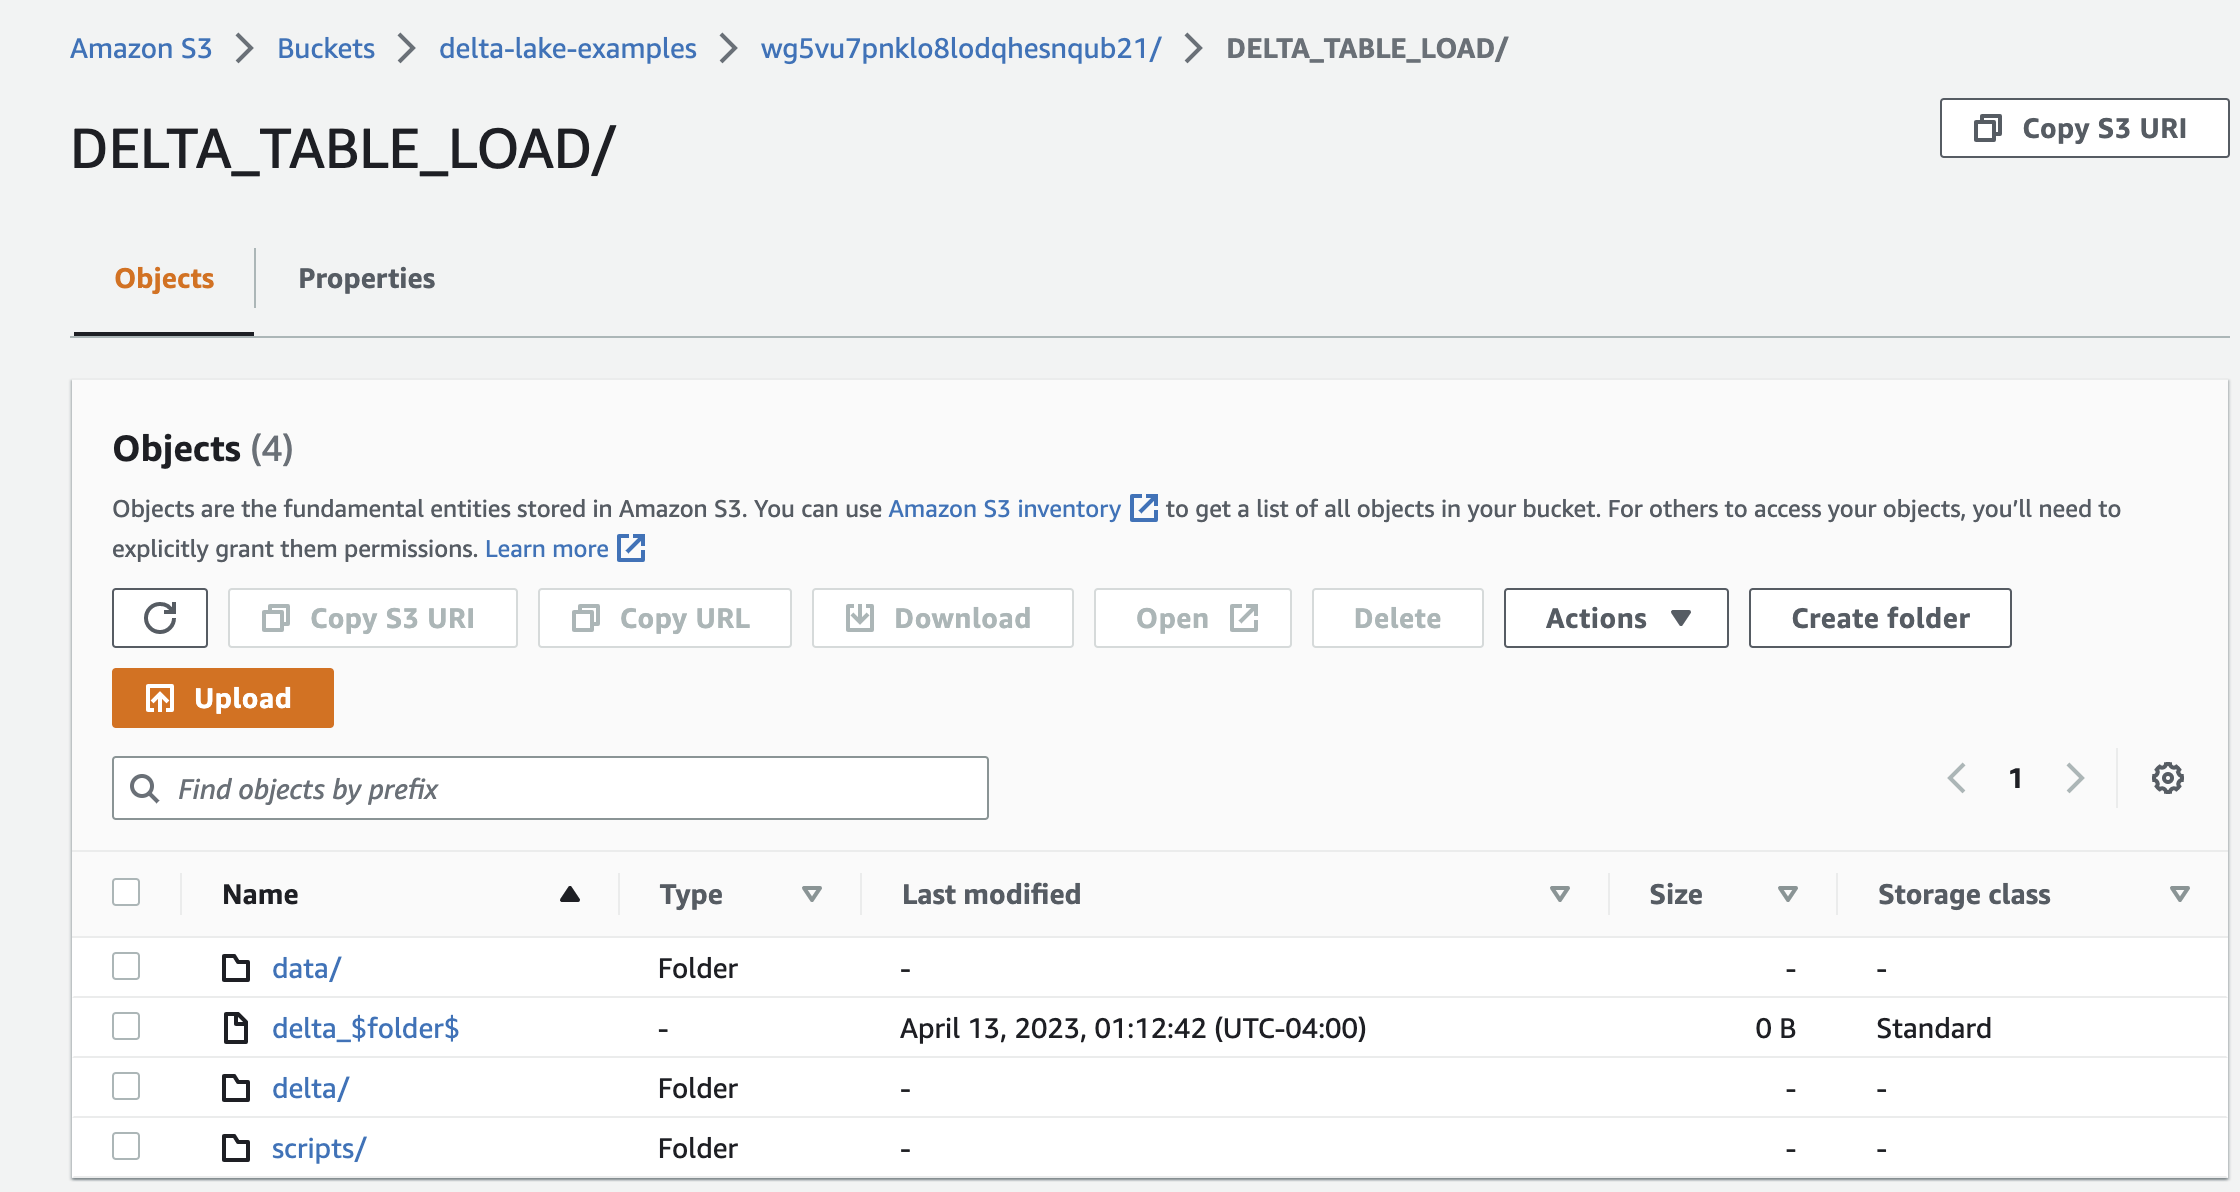 Amazon S3 Buckets delta-lake-examples wg5vu7pnklo8lodqhesnqub21/ DELTA_TABLE_LOAD/
DELTA_TABLE_LOAD/
Copy S3 URI
Objects Properties
Objects (4)
Objects are the fundamental entities stored in Amazon S3. You can use Amazon S3 inventory to get a list of all objects in your bucket. For others to access your objects, you'll need to
explicitly grant them permissions. Learn more
Copy S3 URI Copy URL Download Open Delete Actions Create folder
Upload
Find objects by prefix 1
Name Type Last modified Size Storage class
data/ Folder - - -
delta_$folder$ - April 13, 2023, 01:12:42 (UTC-04:00) 0 B Standard
delta/ Folder - - -
scripts/ Folder - - -